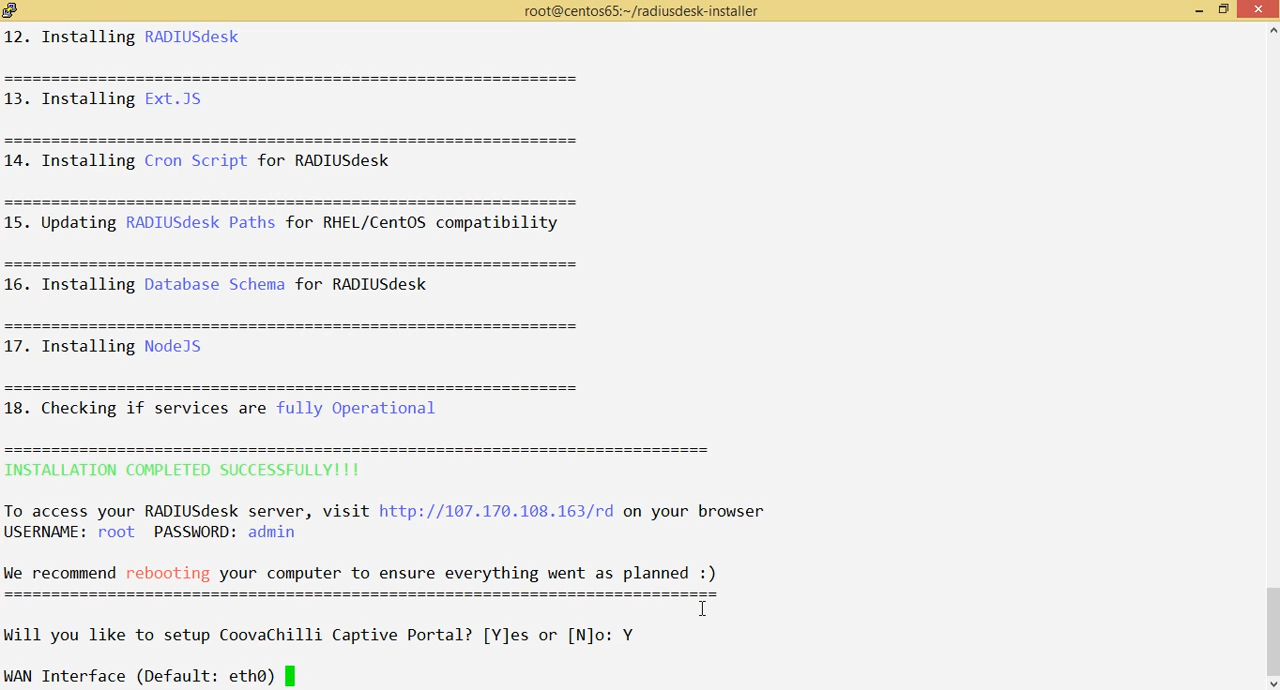 root@centos65:~/radiusdesk-installer
12. Installing RADIUSdesk
=============================================================
13. Installing Ext.JS
=============================================================
14. Installing Cron Script for RADIUSdesk
=============================================================
15. Updating RADIUSdesk Paths for RHEL/CentOS compatibility
=============================================================
16. Installing Database Schema for RADIUSdesk
=============================================================
17. Installing NodeJS
=============================================================
18. Checking if services are fully Operational
===========================================================================
INSTALLATION COMPLETED SUCCESSFULLY!!!
To access your RADIUSdesk server, visit http://107.170.108.163/rd on your browser
USERNAME: root  PASSWORD: admin
We recommend rebooting your computer to ensure everything went as planned :)
============================================================================
Will you like to setup CoovaChilli Captive Portal? [Y]es or [N]o: Y
WAN Interface (Default: eth0)